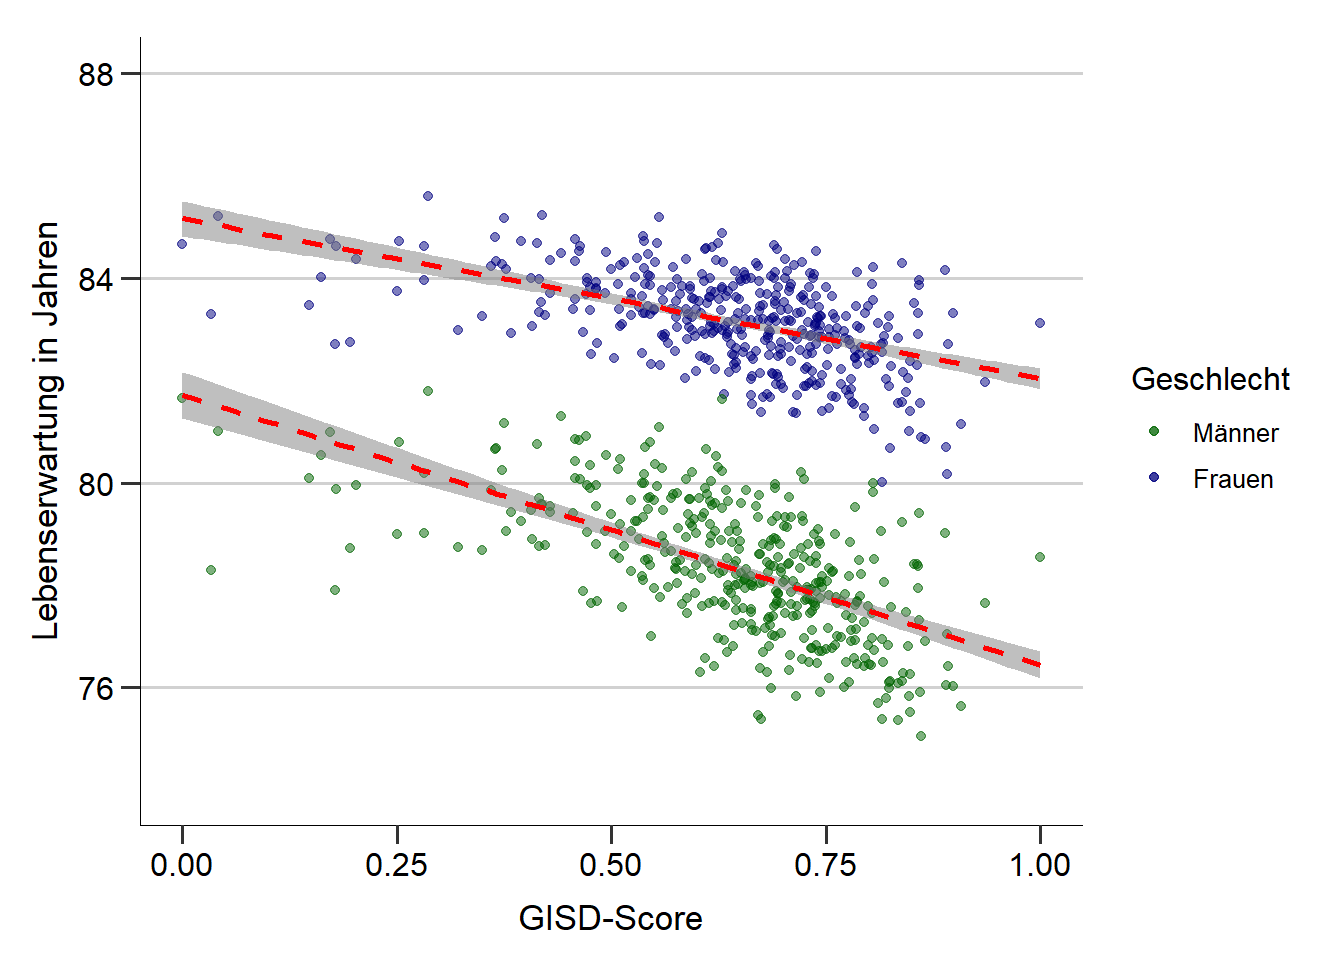 Lebenserwartung in Jahren
88
84
80
76
0.00 0.25 0.50 0.75 1.00
GISD-Score
Geschlecht
Männer
Frauen